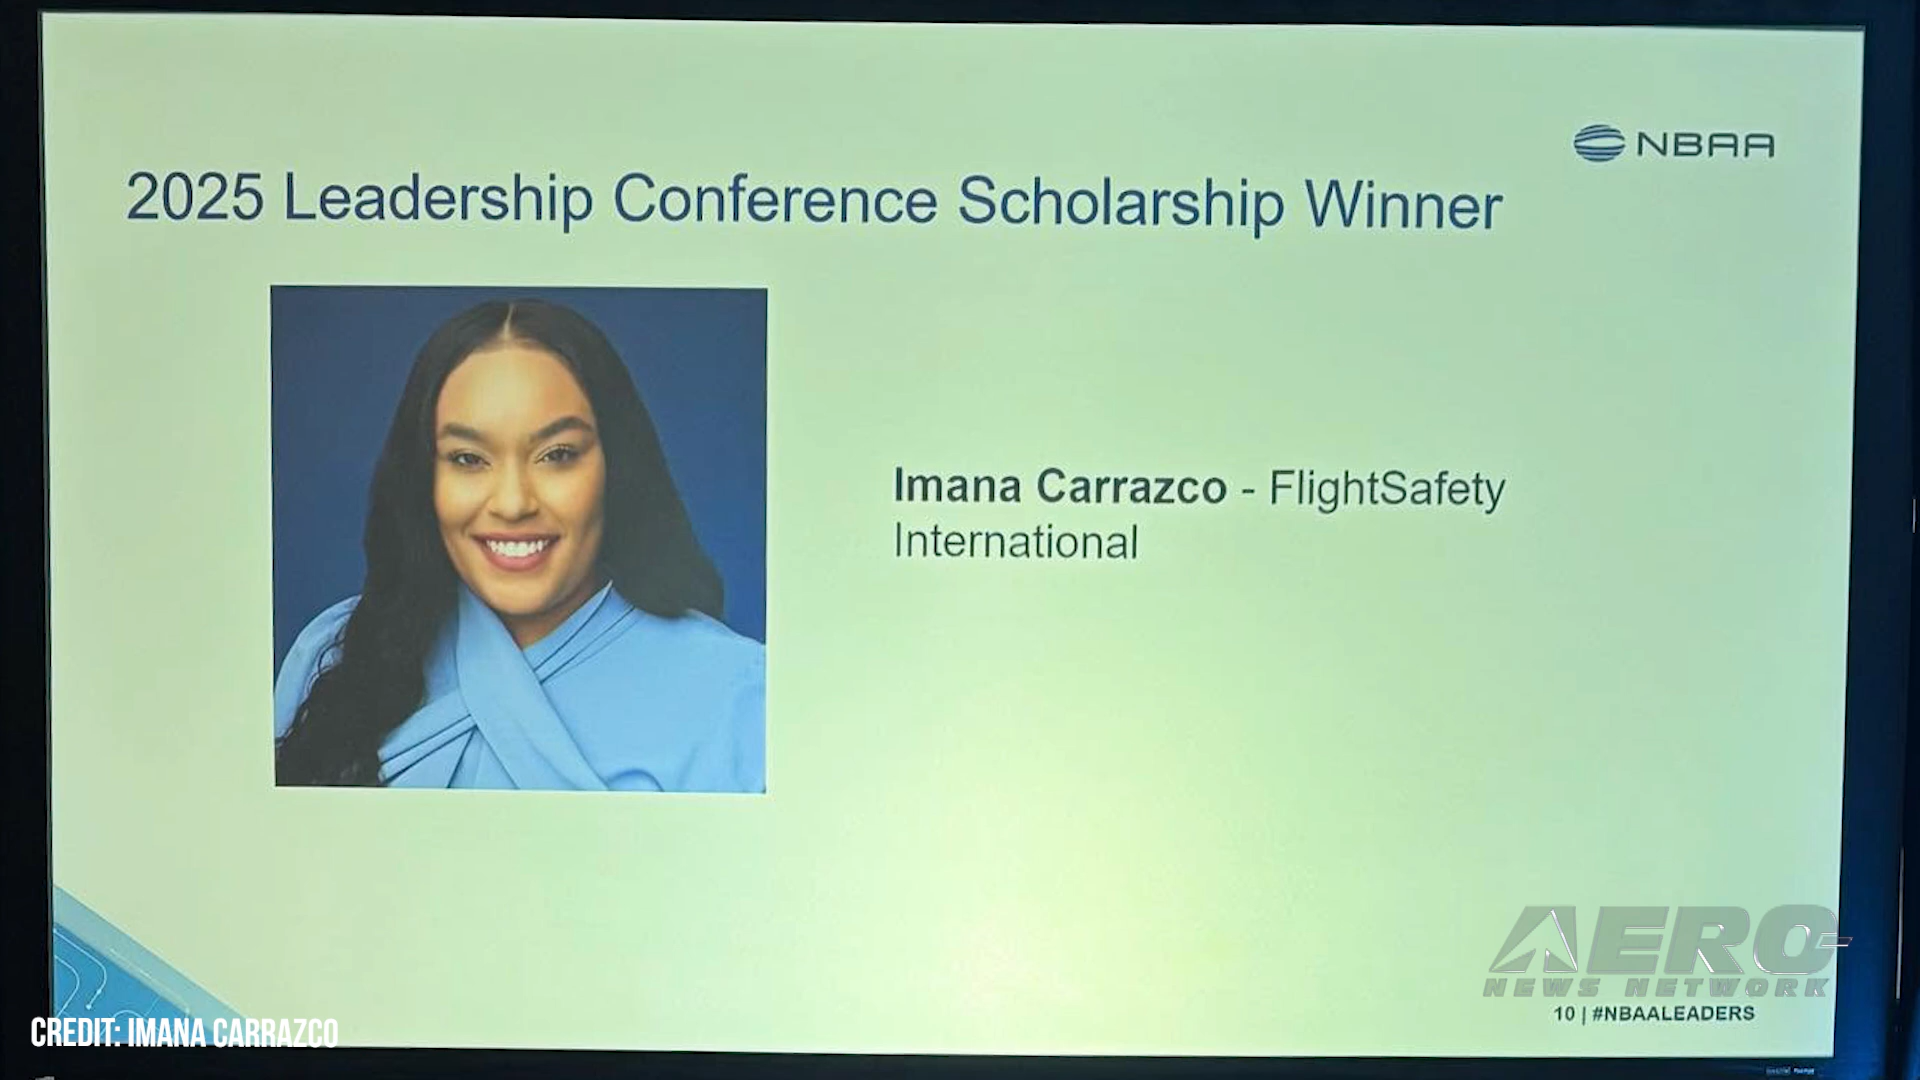 NBAA
2025 Leadership Conference Scholarship Winner
Imana Carrazco - FlightSafety
International
AERO-
NEWS NETWORK
10 | #NBAALEADERS
CREDIT: IMANA CARRAZCO